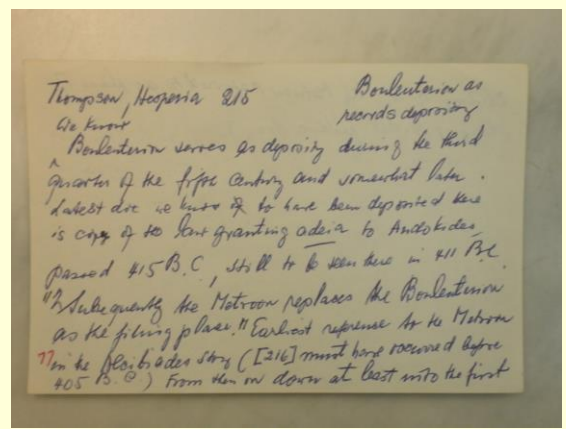 Thompson, Hesperia 215
Bouleuterion as
records depository
We know
Bouleuterion serves as depository during the third
quarter of the fifth century and somewhat later.
Latest doc we know of to have been deposited there
is copy of the law granting adeia to Andokides,
passed 415 B.C, still to be seen there in 411 B.C.
"Subsequently the Metroon replaces the Bouleuterion
as the filing place." Earliest reference to the Metroon
?? in the Alcibiades story ([216] must have occurred before
405 B.C) From then on down at least into the first